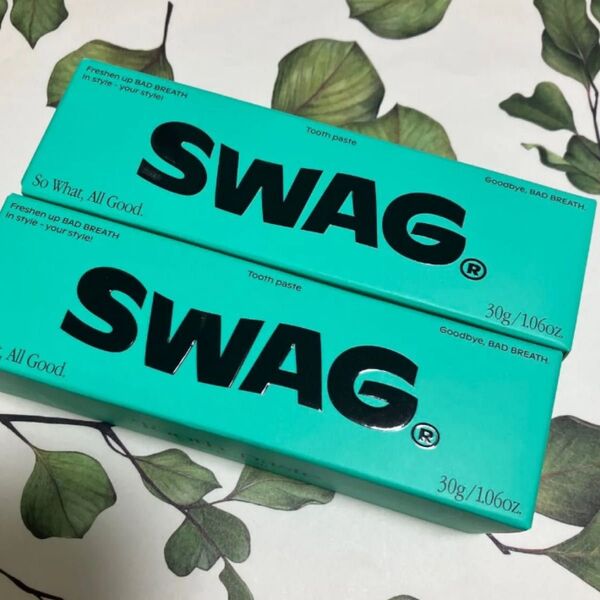 Freshen up BAD BREATH
in style - your style!
Tooth paste
Goodbye, BAD BREATH.
SWAG®
So What, All Good.
30g/1.06oz.
Freshen up BAD BREATH
in style - your style!
Tooth paste
Goodbye, BAD BREATH.
SWAG®
, All Good.
30g/1.06oz.